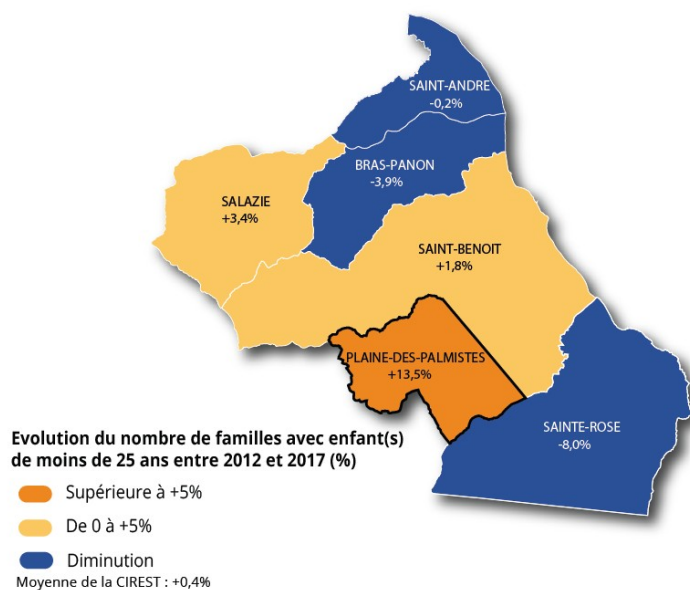 SAINT-ANDRE
-0,2%
BRAS-PANON
-3,9%
SALAZIE
+3,4%
SAINT-BENOIT
+1,8%
PLAINE-DES-PALMISTES
+13,5%
SAINTE-ROSE
-8,0%
Evolution du nombre de familles avec enfant(s)
de moins de 25 ans entre 2012 et 2017 (%)
Supérieure à +5%
De 0 à +5%
Diminution
Moyenne de la CIREST : +0,4%